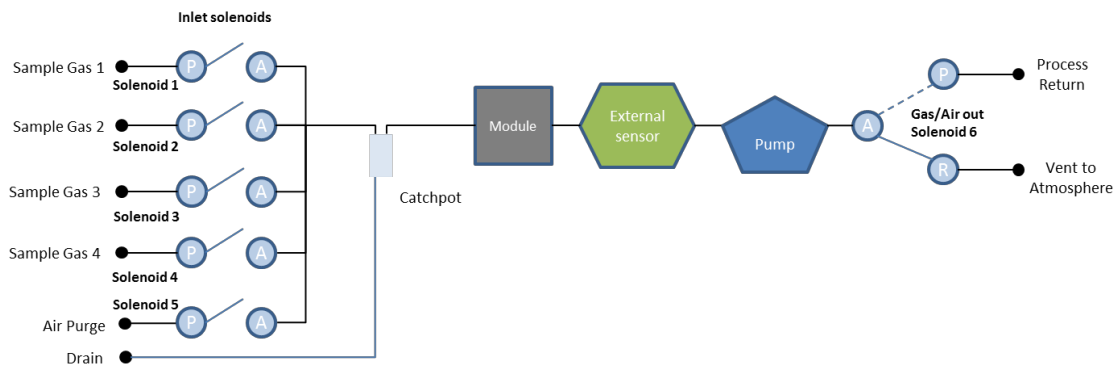 Inlet solenoids
Sample Gas 1
P
A
Solenoid 1
Sample Gas 2
P
A
Solenoid 2
Sample Gas 3
P
A
Solenoid 3
Sample Gas 4
P
A
Solenoid 4
Solenoid 5
Air Purge
P
A
Drain
Catchpot
Module
External
sensor
Pump
A
Gas/Air out
Solenoid 6
P
Process
Return
R
Vent to
Atmosphere